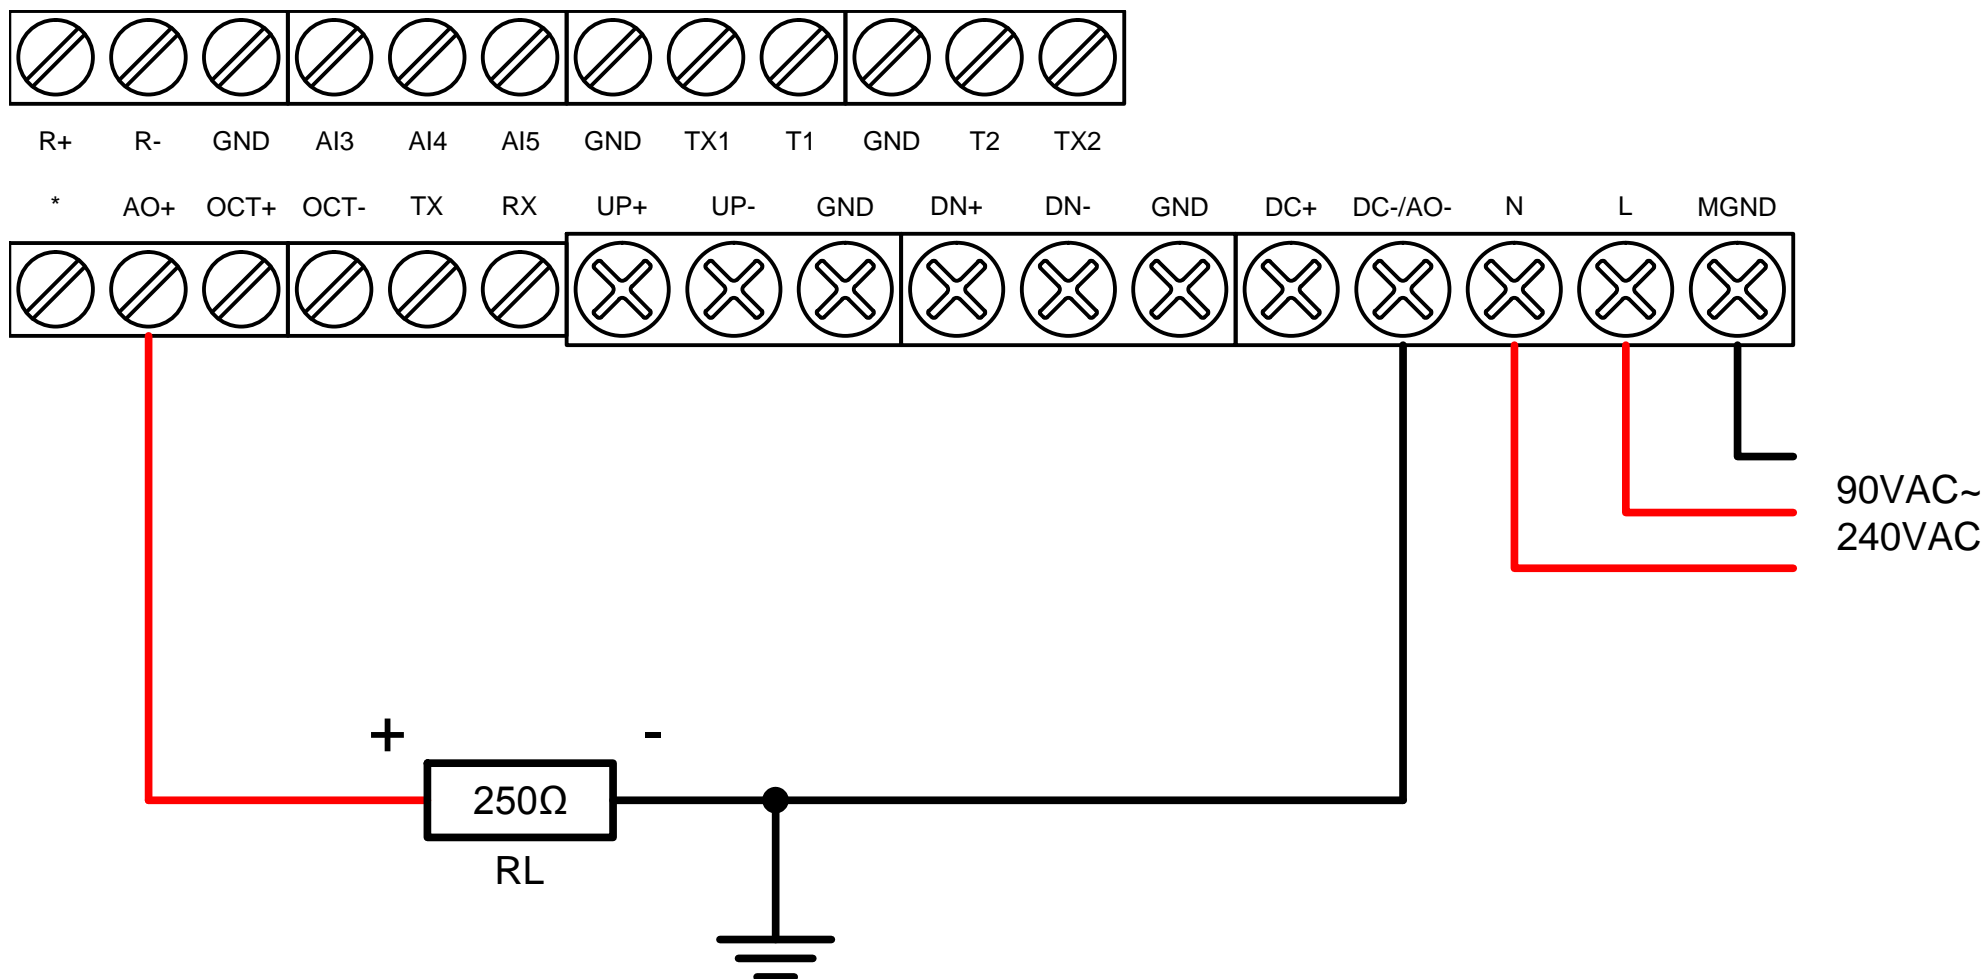 R+ R- GND AI3 AI4 AI5 GND TX1 T1 GND T2 TX2
* AO+ OCT+ OCT- TX RX UP+ UP- GND DN+ DN- GND DC+ DC-/AO- N L MGND
90VAC~
240VAC
+ -
250Ω
RL